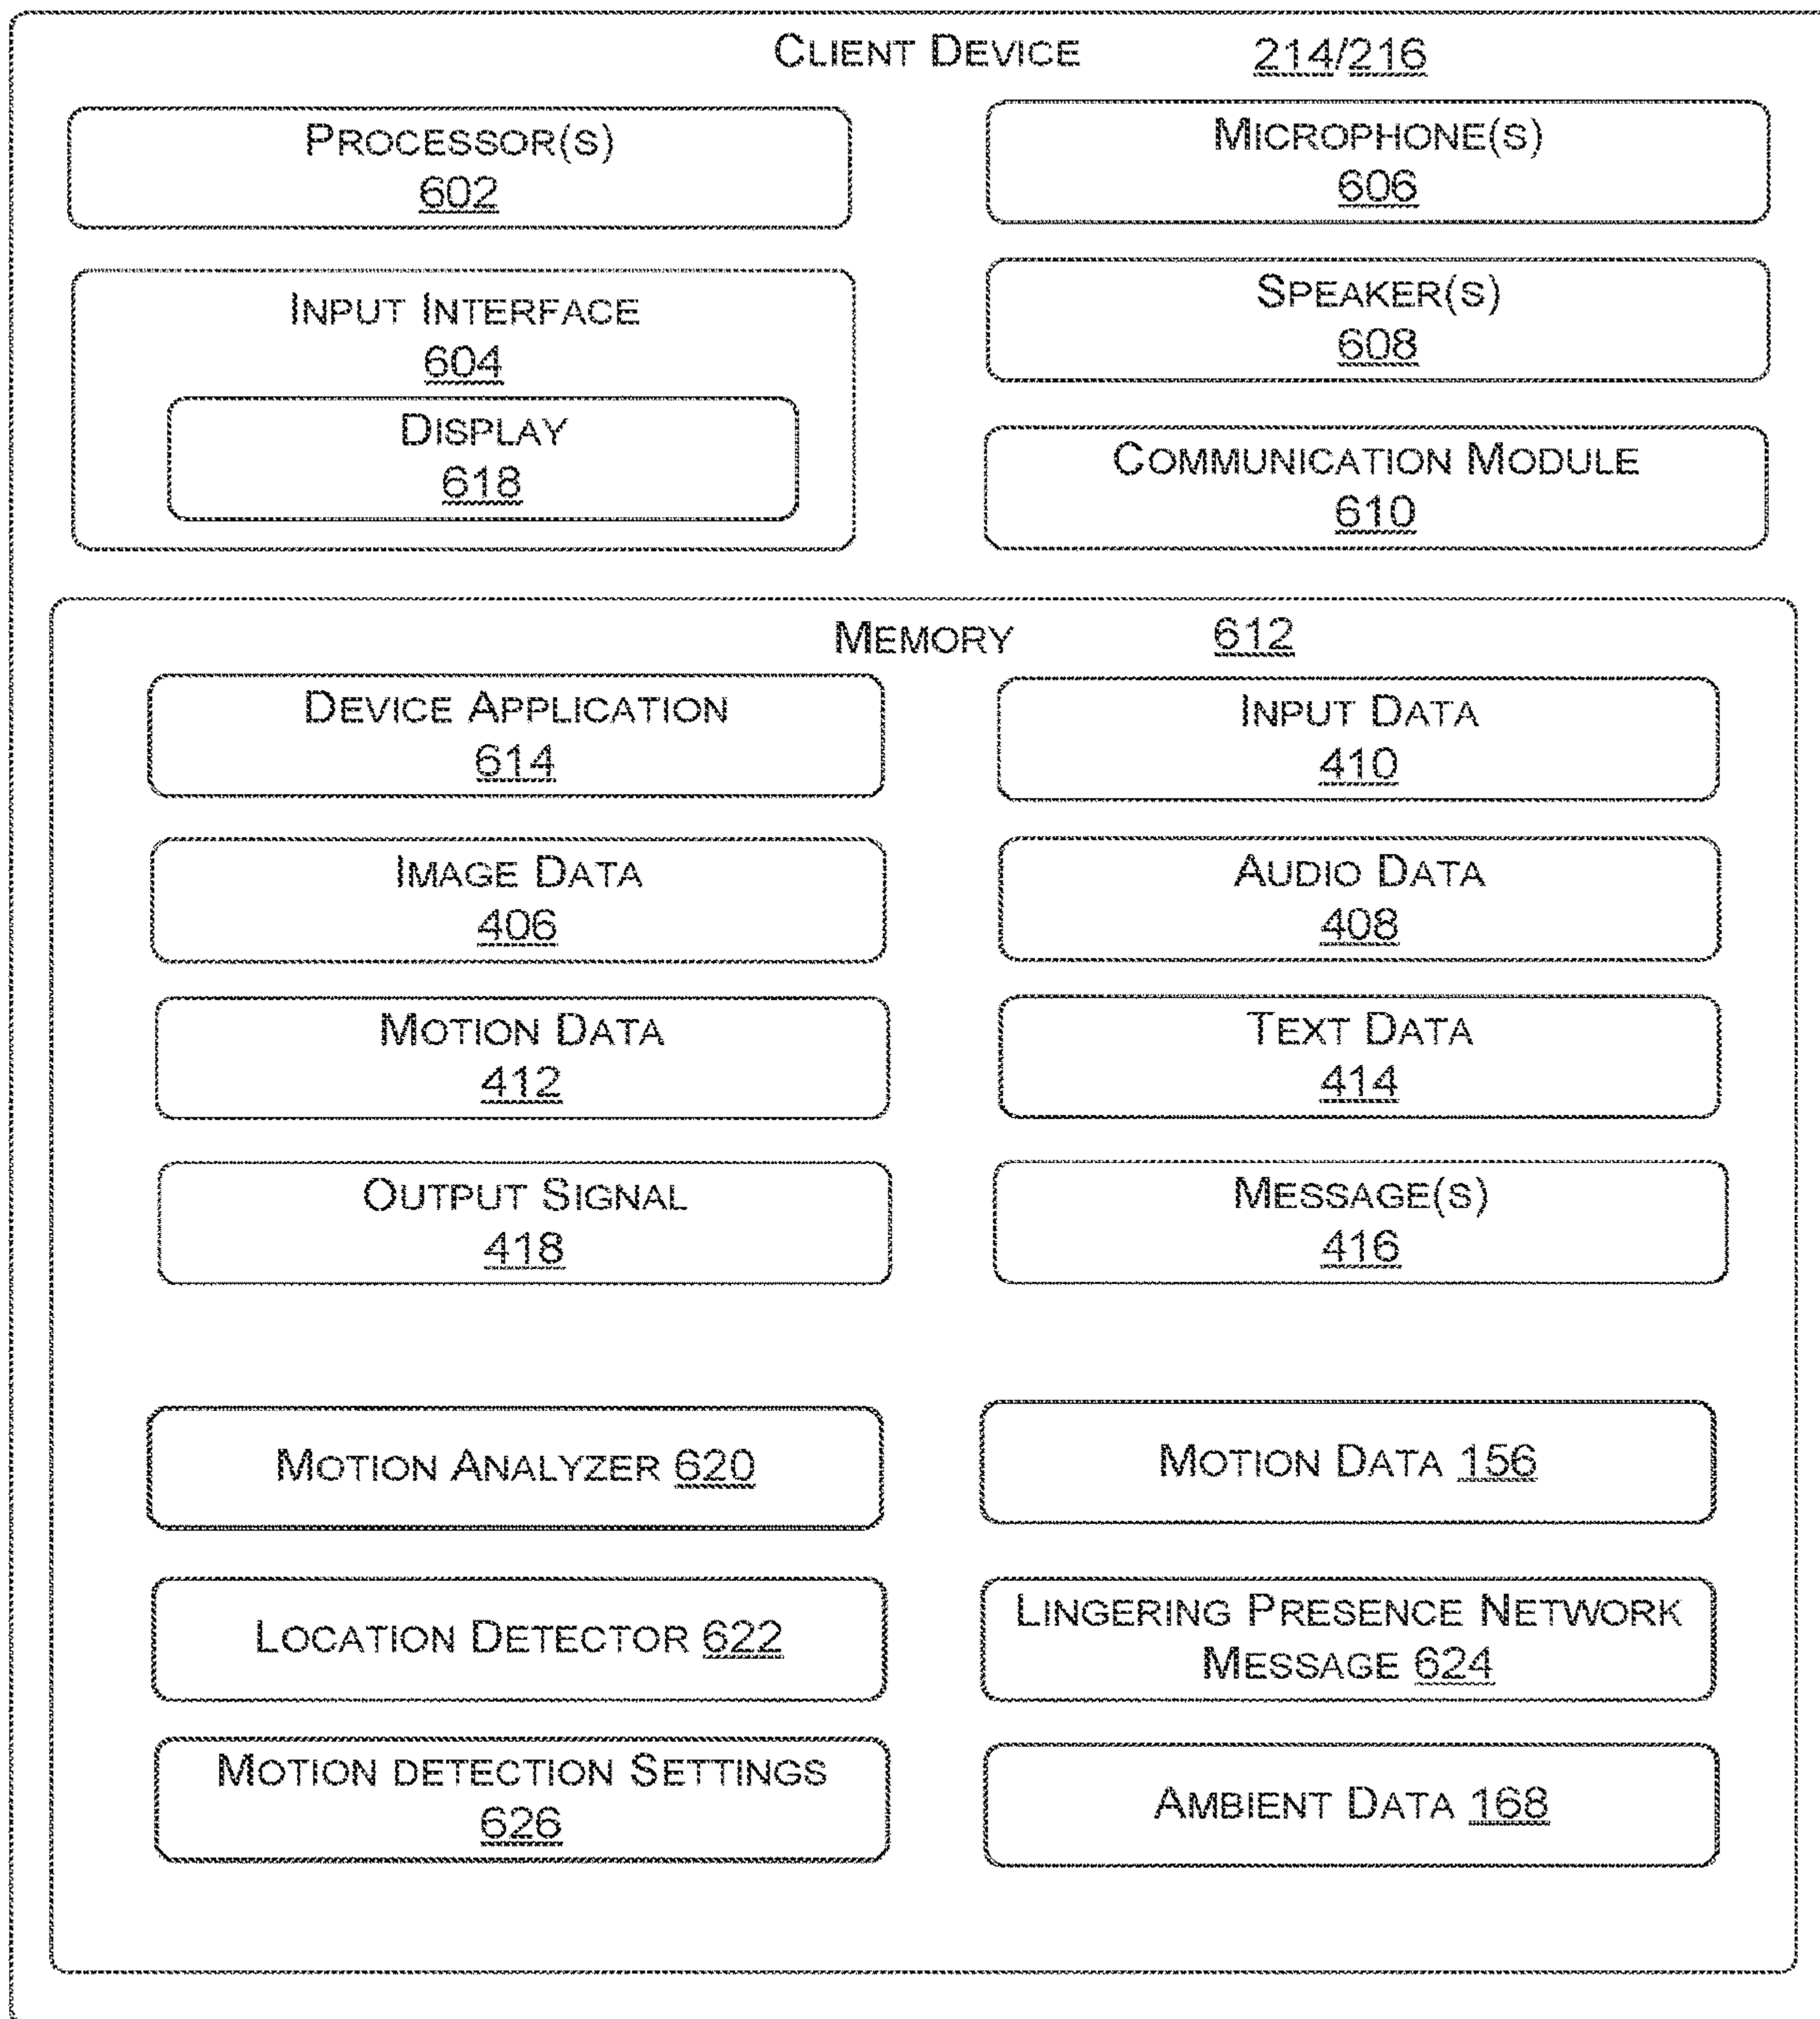 CLIENT DEVICE 214/216
PROCESSOR(S)
602
MICROPHONE(S)
606
INPUT INTERFACE
604
DISPLAY
618
SPEAKER(S)
608
COMMUNICATION MODULE
610
MEMORY 612
DEVICE APPLICATION
614
INPUT DATA
410
IMAGE DATA
406
AUDIO DATA
408
MOTION DATA
412
TEXT DATA
414
OUTPUT SIGNAL
418
MESSAGE(S)
416
MOTION ANALYZER 620
MOTION DATA 156
LOCATION DETECTOR 622
LINGERING PRESENCE NETWORK
MESSAGE 624
MOTION DETECTION SETTINGS
626
AMBIENT DATA 168